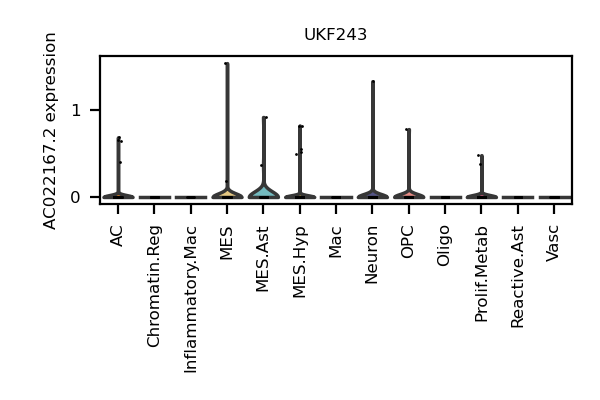 UKF243
AC022167.2 expression
1
0
AC
Chromatin.Reg
Inflammatory.Mac
MES
MES.Ast
MES.Hyp
Mac
Neuron
OPC
Oligo
Prolif.Metab
Reactive.Ast
Vasc